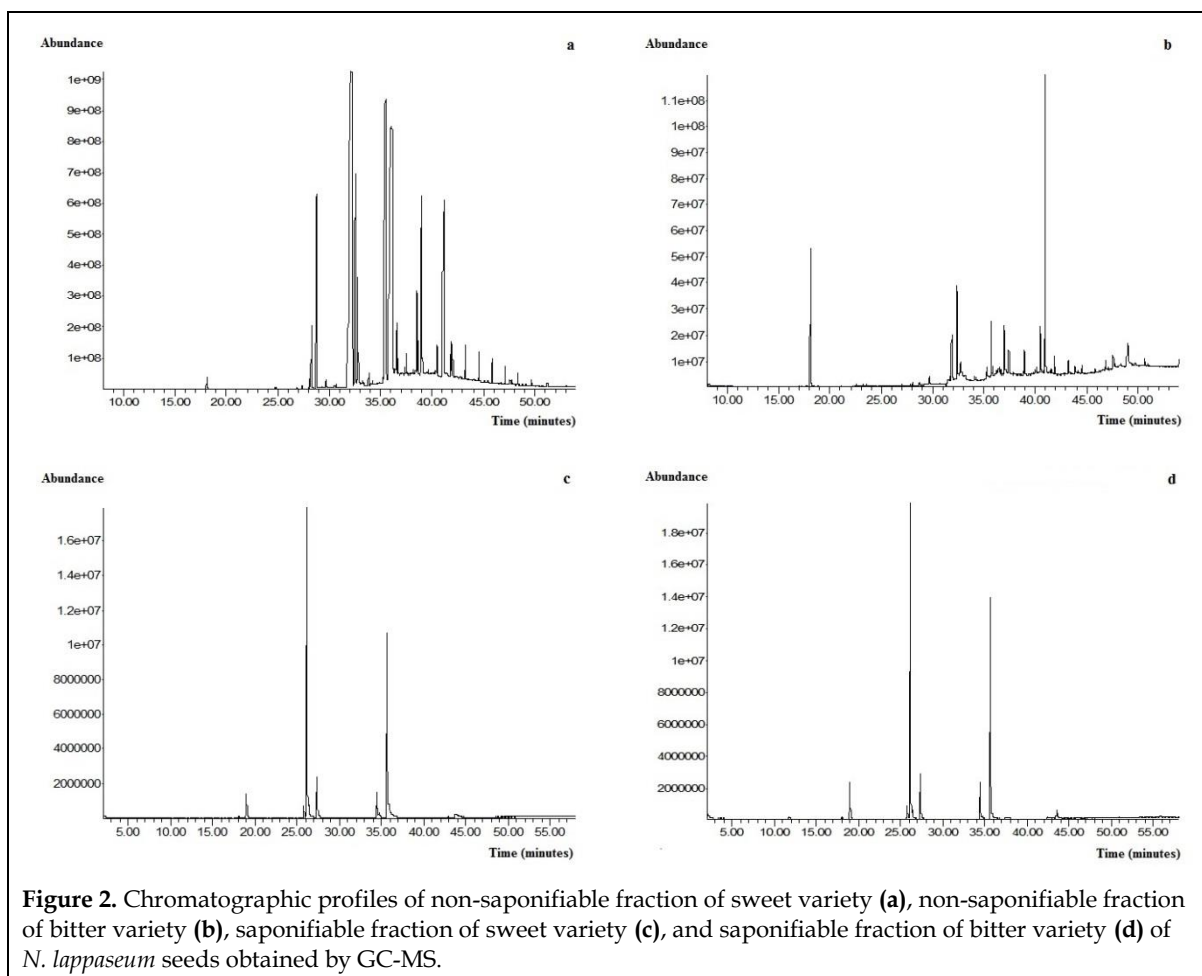 Abundance
a
1e+09
9e+08
8e+08
7e+08
6e+08
5e+08
4e+08
3e+08
2e+08
1e+08
10.00 15.00 20.00 25.00 30.00 35.00 40.00 45.00 50.00
Time (minutes)
Abundance
b
1.1e+08
1e+08
9e+07
8e+07
7e+07
6e+07
5e+07
4e+07
3e+07
2e+07
1e+07
10.00 15.00 20.00 25.00 30.00 35.00 40.00 45.00 50.00
Time (minutes)
Abundance
c
1.6e+07
1.4e+07
1.2e+07
1e+07
8000000
6000000
4000000
2000000
5.00 10.00 15.00 20.00 25.00 30.00 35.00 40.00 45.00 50.00 55.00
Time (minutes)
Abundance
d
1.8e+07
1.6e+07
1.4e+07
1.2e+07
1e+07
8000000
6000000
4000000
2000000
5.00 10.00 15.00 20.00 25.00 30.00 35.00 40.00 45.00 50.00 55.00
Time (minutes)
Figure 2. Chromatographic profiles of non-saponifiable fraction of sweet variety (a), non-saponifiable fraction
of bitter variety (b), saponifiable fraction of sweet variety (c), and saponifiable fraction of bitter variety (d) of
N. lappaseum seeds obtained by GC-MS.